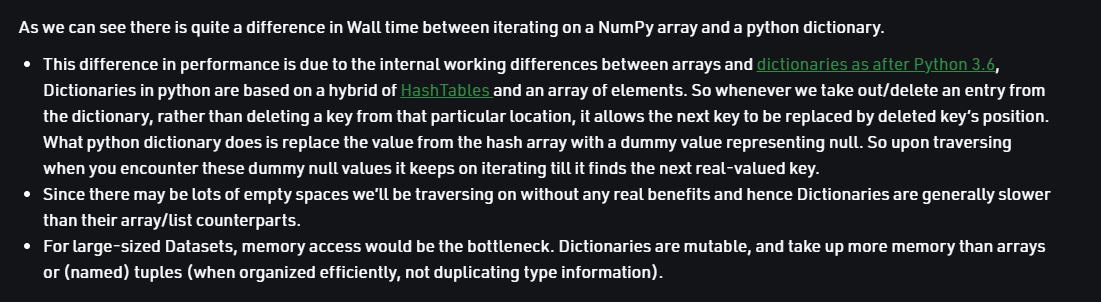 As we can see there is quite a difference in Wall time between iterating on a NumPy array and a python dictionary.
• This difference in performance is due to the internal working differences between arrays and dictionaries as after Python 3.6,
Dictionaries in python are based on a hybrid of HashTables and an array of elements. So whenever we take out/delete an entry from
the dictionary, rather than deleting a key from that particular location, it allows the next key to be replaced by deleted key's position.
What python dictionary does is replace the value from the hash array with a dummy value representing null. So upon traversing
when you encounter these dummy null values it keeps on iterating till it finds the next real-valued key.
• Since there may be lots of empty spaces we'll be traversing on without any real benefits and hence Dictionaries are generally slower
than their array/list counterparts.
• For large-sized Datasets, memory access would be the bottleneck. Dictionaries are mutable, and take up more memory than arrays
or (named) tuples (when organized efficiently, not duplicating type information).